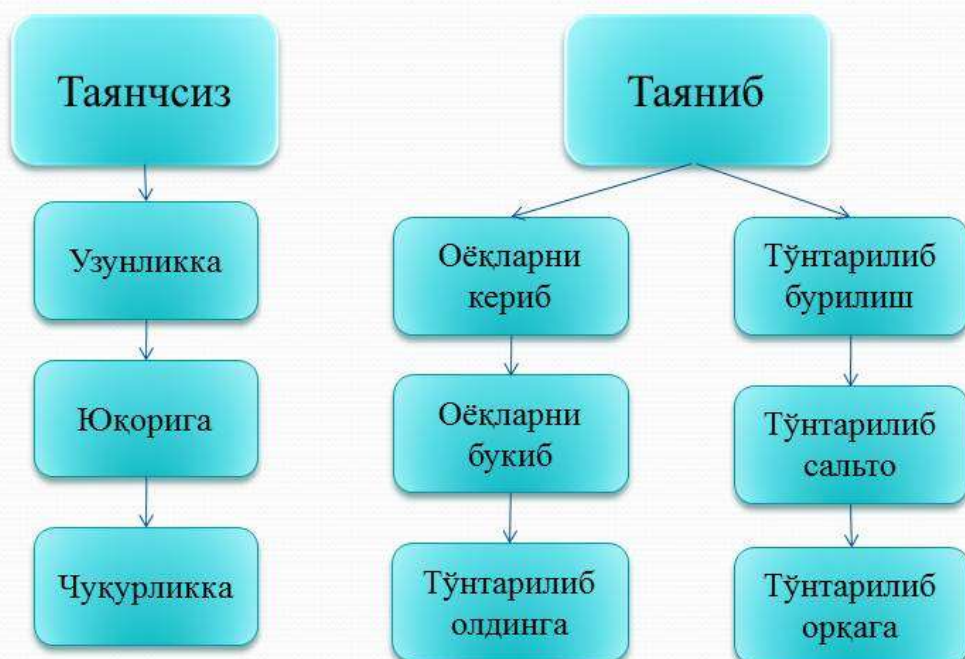 Таянчсиз
Узунликка
Юқорига
Чуқурликка
Таяниб
Оёқларни
кериб
Оёқларни
букиб
Тўнтарилиб
олдинга
Тўнтарилиб
бурилиш
Тўнтарилиб
сальто
Тўнтарилиб
орқага